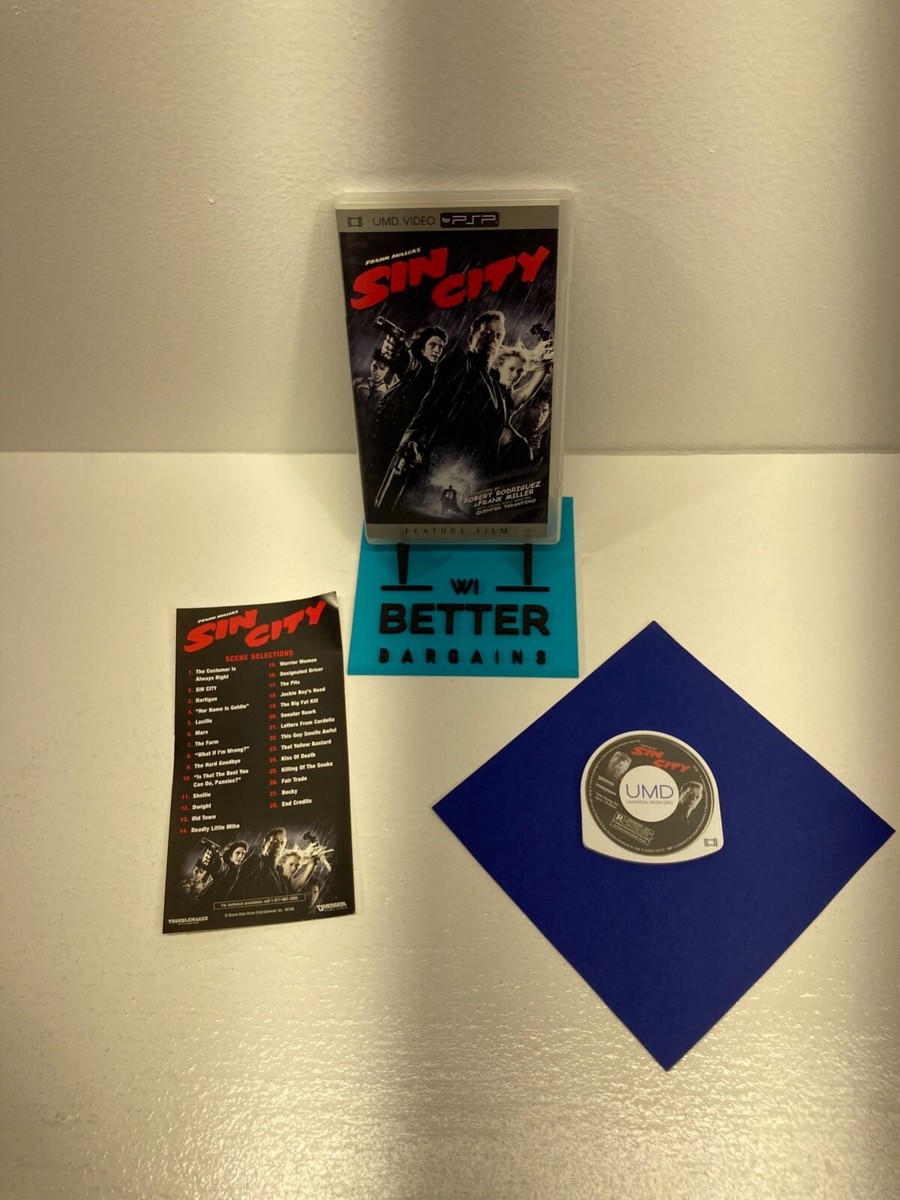 UMD. VIDEO for PSP
FRANK MILLER'S
SIN CITY
ROBERT RODRIGUEZ
& FRANK MILLER
QUENTIN TARANTINO
FEATURE FILM
WI
BETTER
BARGAINS
FRANK MILLER'S
SIN CITY
SCENE SELECTIONS
1. The Customer is
Always Right
2. SIN CITY
3. Hartigan
4. "Her Name is Goldie"
5. Lucille
6. Marv
7. The Farm
8. "What if I'm Wrong?"
9. The Hard Goodbye
10. "Is That The Best You
Can Do, Pansies?"
11. Shellie
12. Dwight
13. Old Town
14. Deadly Little Miho
15. Warrior Woman
16. Designated Driver
17. The Pits
18. Jackie Boy's Head
19. The Big Fat Kill
20. Senator Roark
21. Letters From Cordelia
22. This Guy Smells Awful
23. That Yellow Bastard
24. Kiss Of Death
25. Killing Of The Snake
26. Fair Trade
27. Becky
28. End Credits
For technical assistance, call
TROUBLEMAKER
DIMENSION
SIN CITY
UMD
UNIVERSAL MEDIA DISC
R